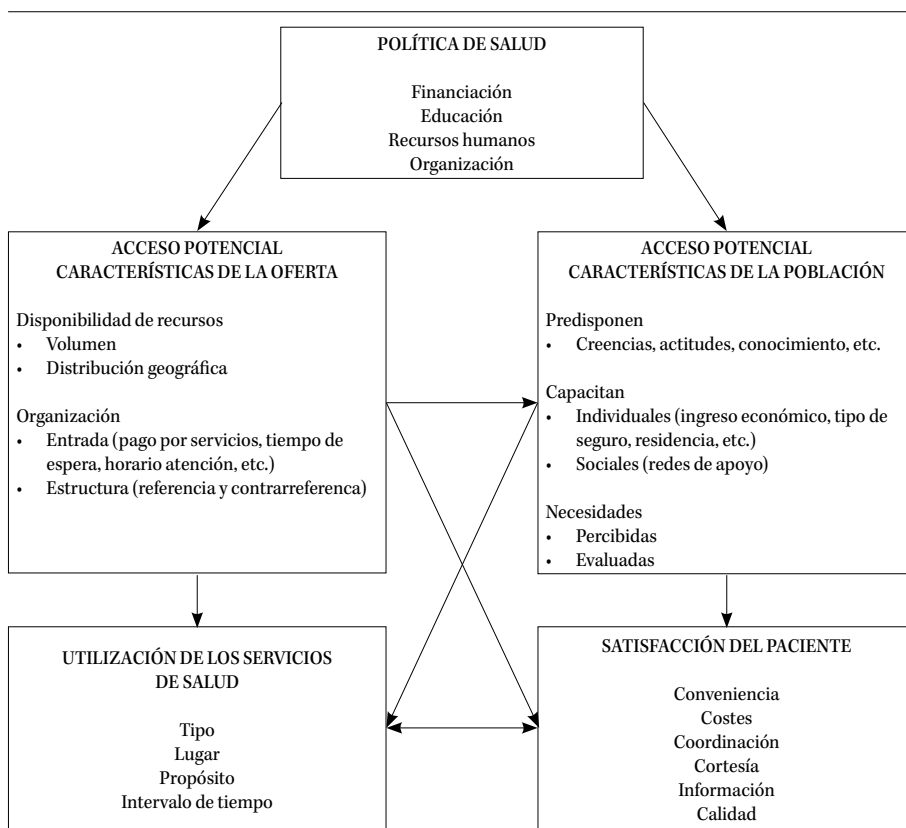 POLÍTICA DE SALUD
Financiación
Educación
Recursos humanos
Organización
ACCESO POTENCIAL
CARACTERÍSTICAS DE LA OFERTA
Disponibilidad de recursos
• Volumen
• Distribución geográfica
Organización
• Entrada (pago por servicios, tiempo de
espera, horario atención, etc.)
• Estructura (referencia y contrarreferenca)
ACCESO POTENCIAL
CARACTERÍSTICAS DE LA POBLACIÓN
Predisponen
• Creencias, actitudes, conocimiento, etc.
Capacitan
• Individuales (ingreso económico, tipo de
seguro, residencia, etc.)
• Sociales (redes de apoyo)
Necesidades
• Percibidas
• Evaluadas
UTILIZACIÓN DE LOS SERVICIOS
DE SALUD
Tipo
Lugar
Propósito
Intervalo de tiempo
SATISFACCIÓN DEL PACIENTE
Conveniencia
Costes
Coordinación
Cortesía
Información
Calidad